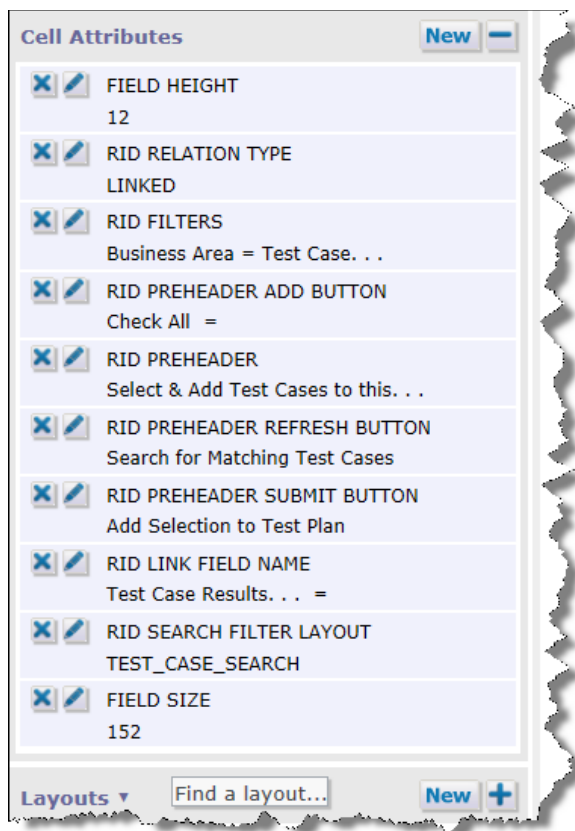 Cell Attributes New
FIELD HEIGHT
12
RID RELATION TYPE
LINKED
RID FILTERS
Business Area = Test Case. . .
RID PREHEADER ADD BUTTON
Check All =
RID PREHEADER
Select & Add Test Cases to this. . .
RID PREHEADER REFRESH BUTTON
Search for Matching Test Cases
RID PREHEADER SUBMIT BUTTON
Add Selection to Test Plan
RID LINK FIELD NAME
Test Case Results. . . =
RID SEARCH FILTER LAYOUT
TEST_CASE_SEARCH
FIELD SIZE
152
Layouts ▾ Find a layout... New